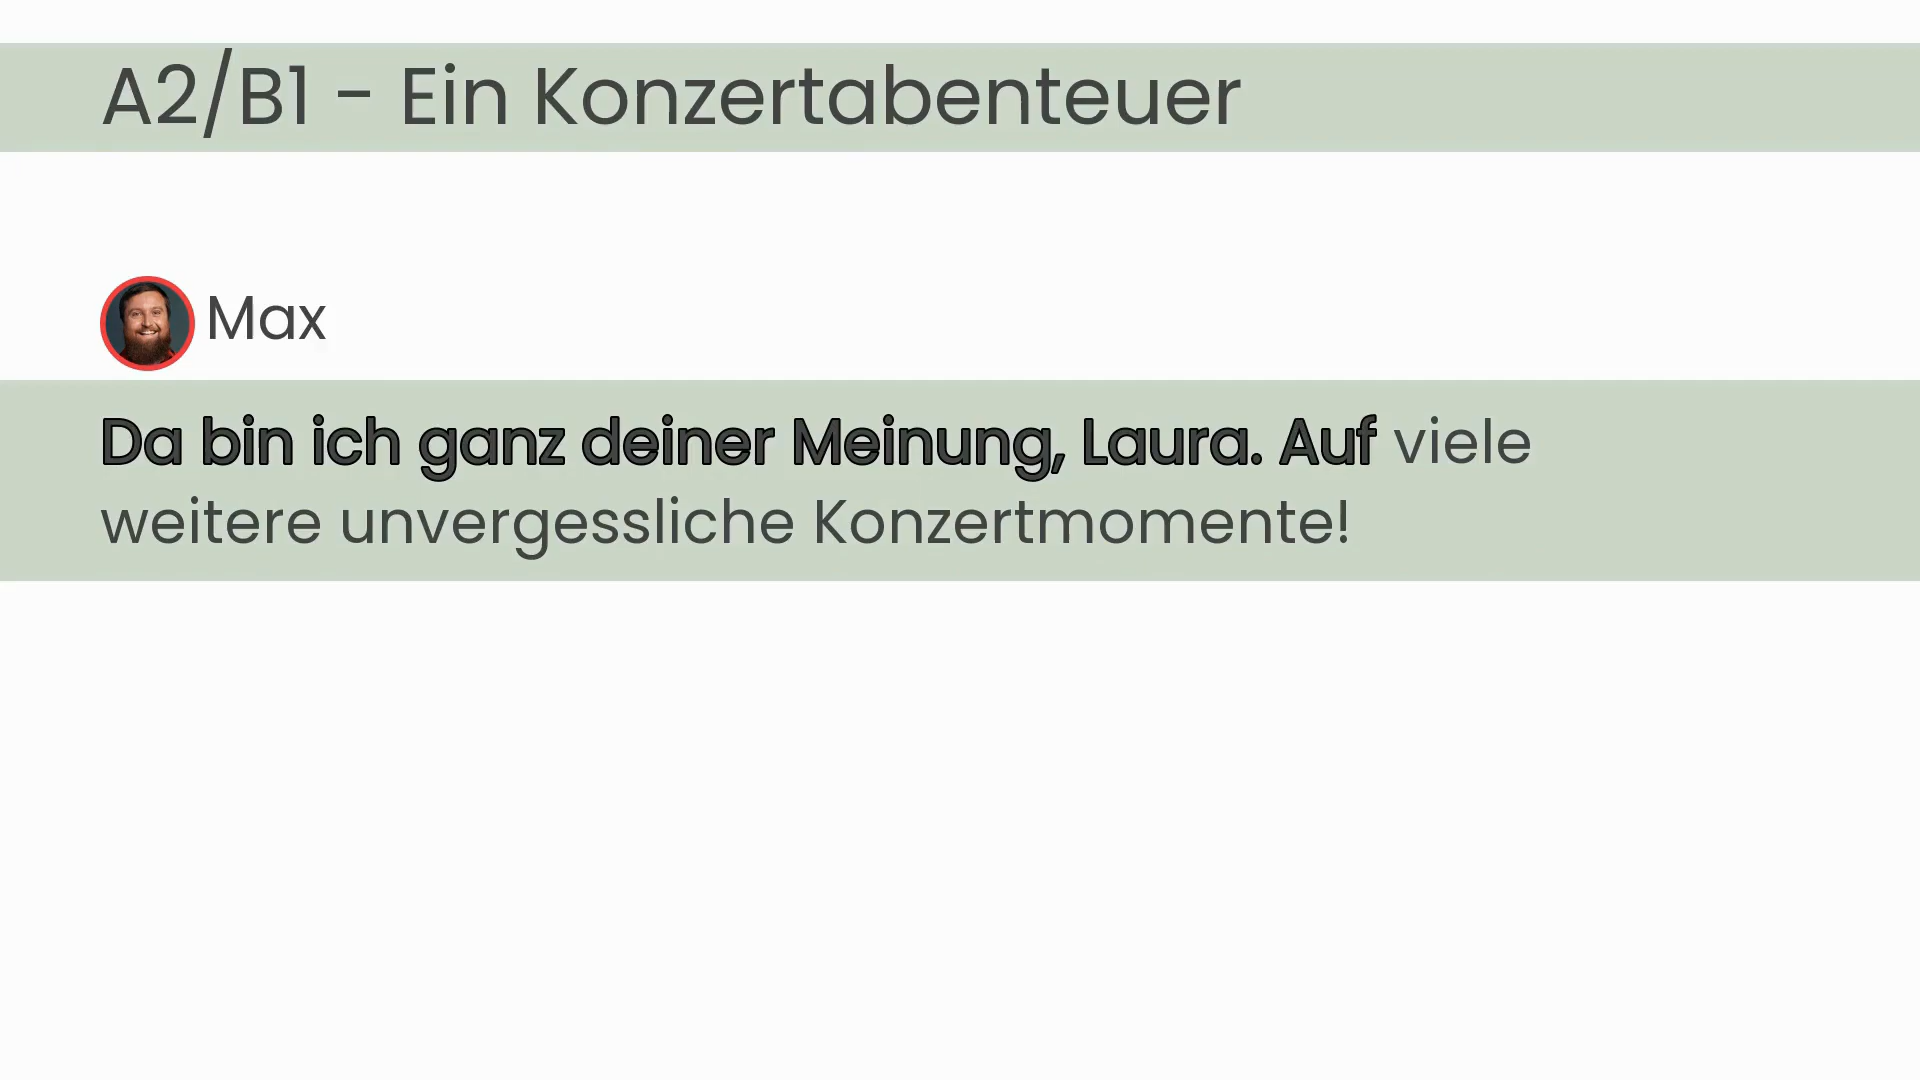 A2/B1 - Ein Konzertabenteuer
Max
Da bin ich ganz deiner Meinung, Laura. Auf viele
weitere unvergessliche Konzertmomente!